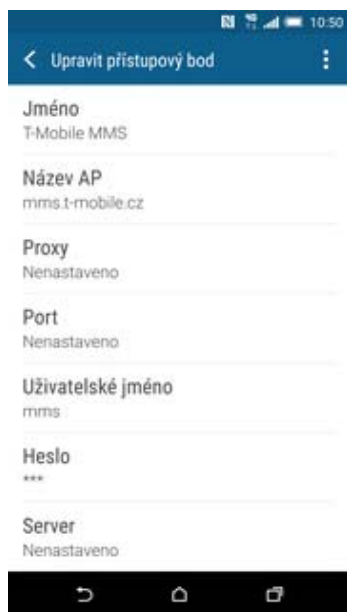 10:50
Upravit přístupový bod
Jméno
T-Mobile MMS
Název AP
mms.t-mobile.cz
Proxy
Nenastaveno
Port
Nenastaveno
Uživatelské jméno
mms
Heslo
***
Server
Nenastaveno